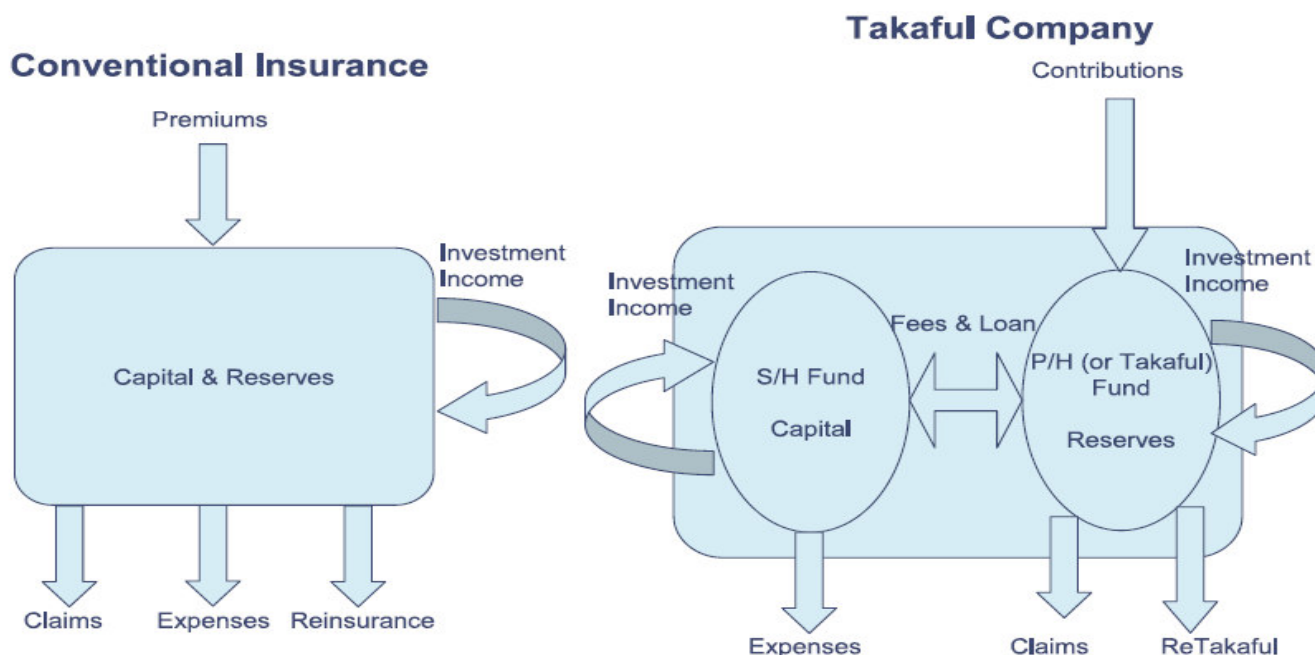 Conventional Insurance
Premiums
Investment
Income
Capital & Reserves
Claims
Expenses
Reinsurance
Takaful Company
Contributions
Investment
Income
Fees & Loan
S/H Fund
Capital
P/H (or Takaful)
Fund
Reserves
Investment
Income
Expenses
Claims
ReTakaful